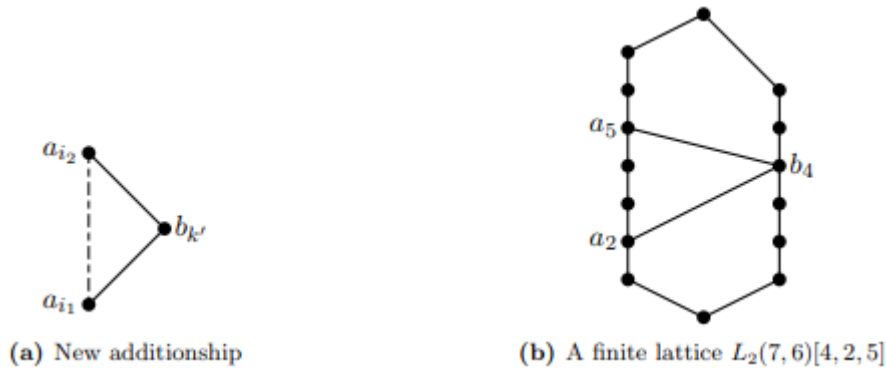 a_{i_2}
b_{k'}
a_{i_1}
(a) New additionship
a_5
b_4
a_2
(b) A finite lattice L_2(7, 6)[4, 2, 5]